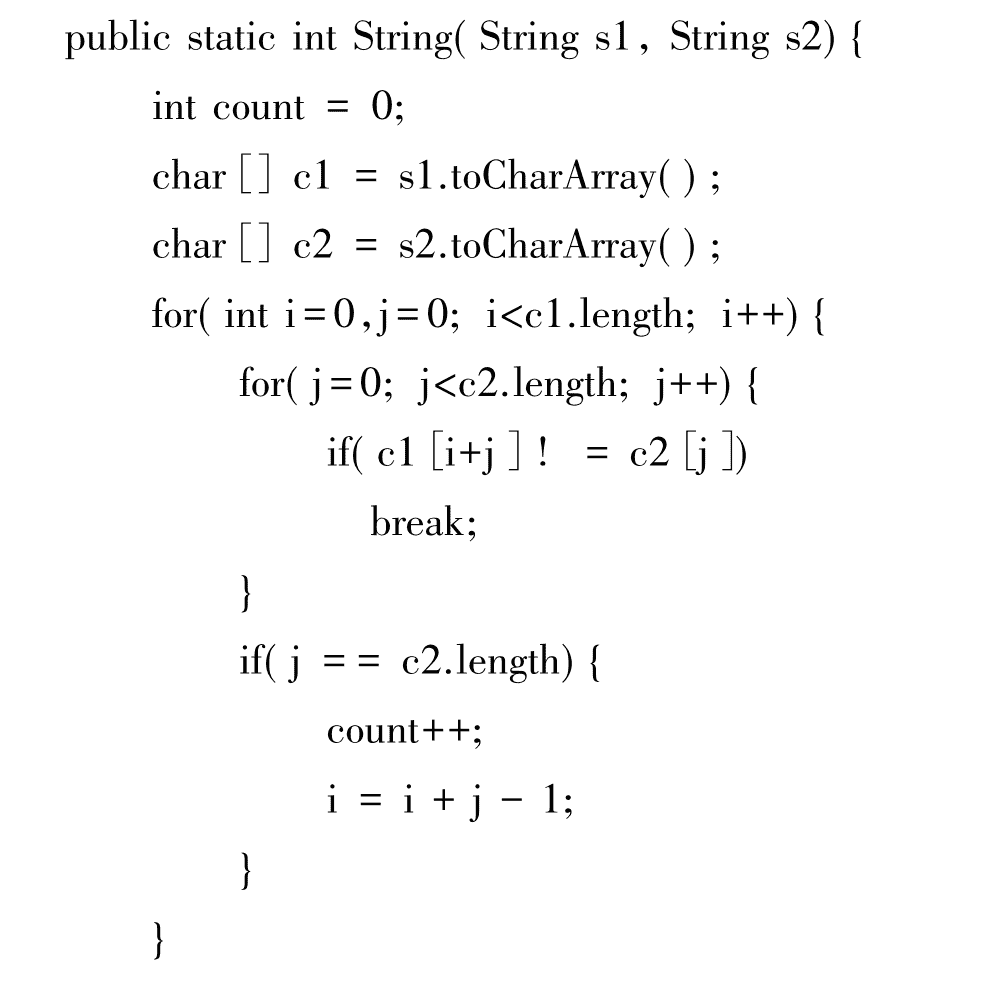 public static int String( String s1, String s2) {
int count = 0;
char [] c1 = s1.toCharArray( ) ;
char [] c2 = s2.toCharArray( ) ;
for( int i=0,j=0; i<c1.length; i++) {
for( j=0; j<c2.length; j++) {
if( c1 [i+j ] ! = c2 [j ])
break;
}
if( j == c2.length) {
count++;
i = i + j - 1;
}
}